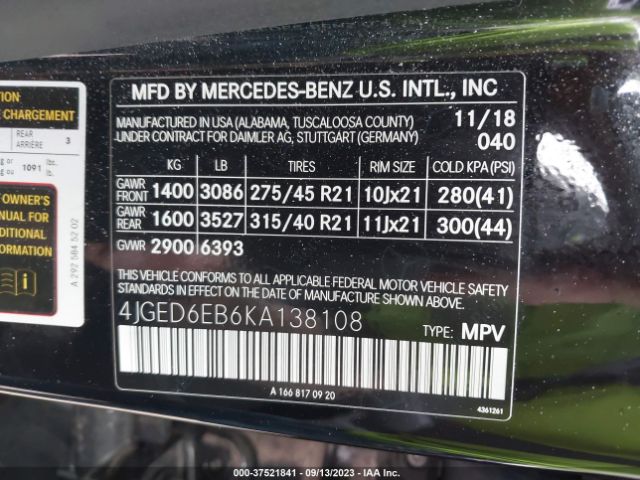 TION
E CHARGEMENT
REAR
ARRIÈRE 3
kg or 1091 lbs.
OWNER'S
NUAL FOR
DDITIONAL
ORMATION
A 292 584 52 02
MFD BY MERCEDES-BENZ U.S. INTL., INC
MANUFACTURED IN USA (ALABAMA, TUSCALOOSA COUNTY) 11/18
UNDER CONTRACT FOR DAIMLER AG, STUTTGART (GERMANY) 040
KG LB TIRES RIM SIZE COLD KPA(PSI)
GAWR FRONT 1400 3086 275/45 R21 10Jx21 280(41)
GAWR REAR 1600 3527 315/40 R21 11Jx21 300(44)
GVWR 2900 6393
THIS VEHICLE CONFORMS TO ALL APPLICABLE FEDERAL MOTOR VEHICLE SAFETY
STANDARDS IN EFFECT ON THE DATE OF MANUFACTURE SHOWN ABOVE.
4JGED6EB6KA138108 TYPE: MPV
A 166 817 09 20
4361261
000-37521841 - 09/13/2023 - IAA Inc.